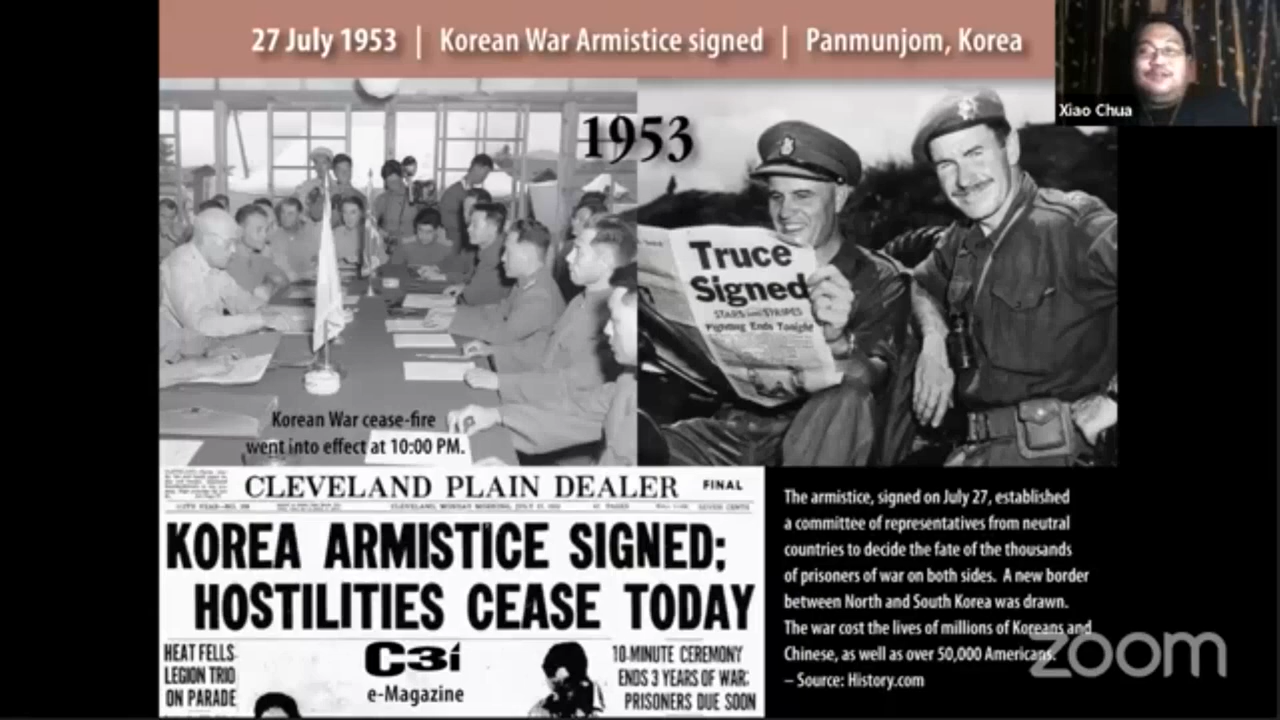 27 July 1953 | Korean War Armistice signed | Panmunjom, Korea
Xiao Chua
1953
Truce
Signed
STARS and STRIPES
Fighting Ends Tonight
Korean War cease-fire
went into effect at 10:00 PM.
CLEVELAND PLAIN DEALER
FINAL
KOREA ARMISTICE SIGNED;
HOSTILITIES CEASE TODAY
HEAT FELLS
LEGION TRIO
ON PARADE
C3i
e-Magazine
10-MINUTE CEREMONY
ENDS 3 YEARS OF WAR;
PRISONERS DUE SOON
The armistice, signed on July 27, established
a committee of representatives from neutral
countries to decide the fate of the thousands
of prisoners of war on both sides. A new border
between North and South Korea was drawn.
The war cost the lives of millions of Koreans and
Chinese, as well as over 50,000 Americans.
– Source: History.com
zoom